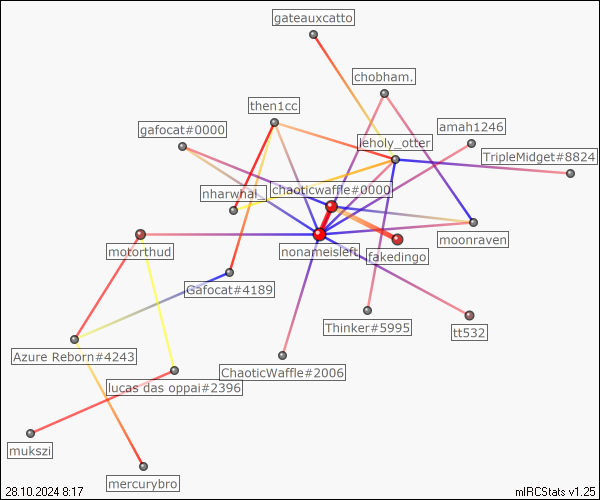 gateauxcatto
chobham.
then1cc
amah1246
gafocat#0000
leholy_otter
TripleMidget#8824
chaoticwaffle#0000
nharwhal_
moonraven
motorthud
nonameisleft
fakedingo
Gafocat#4189
Thinker#5995
tt532
Azure Reborn#4243
ChaoticWaffle#2006
lucas das oppai#2396
mukszi
mercurybro
28.10.2024 8:17
mIRCStats v1.25